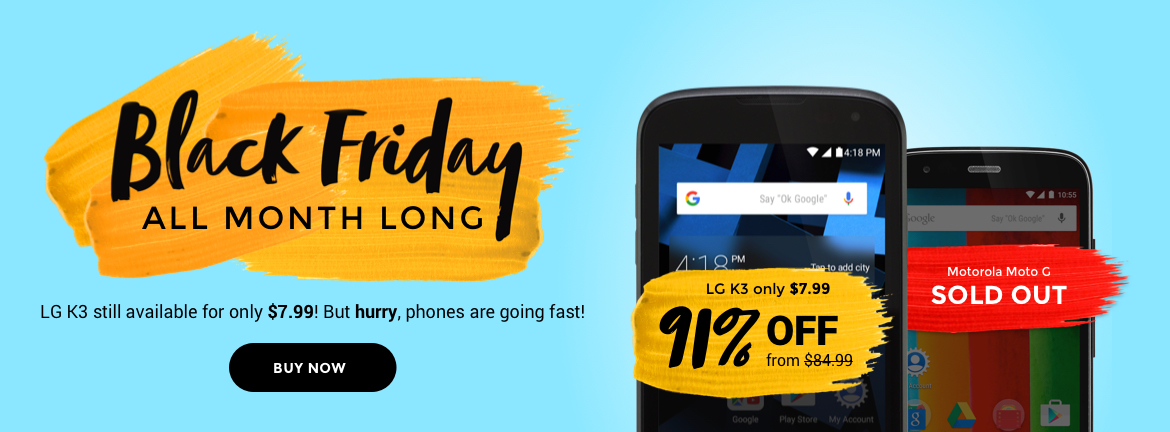 Black Friday
ALL MONTH LONG
LG K3 still available for only $7.99! But hurry, phones are going fast!
BUY NOW
4:18 PM
Say "Ok Google"
4:18 PM
Tap to add city
LG K3 only $7.99
91% OFF
from $84.99
Google Play Store My Account
10:55
Google Say "Ok Google"
Motorola Moto G
SOLD OUT